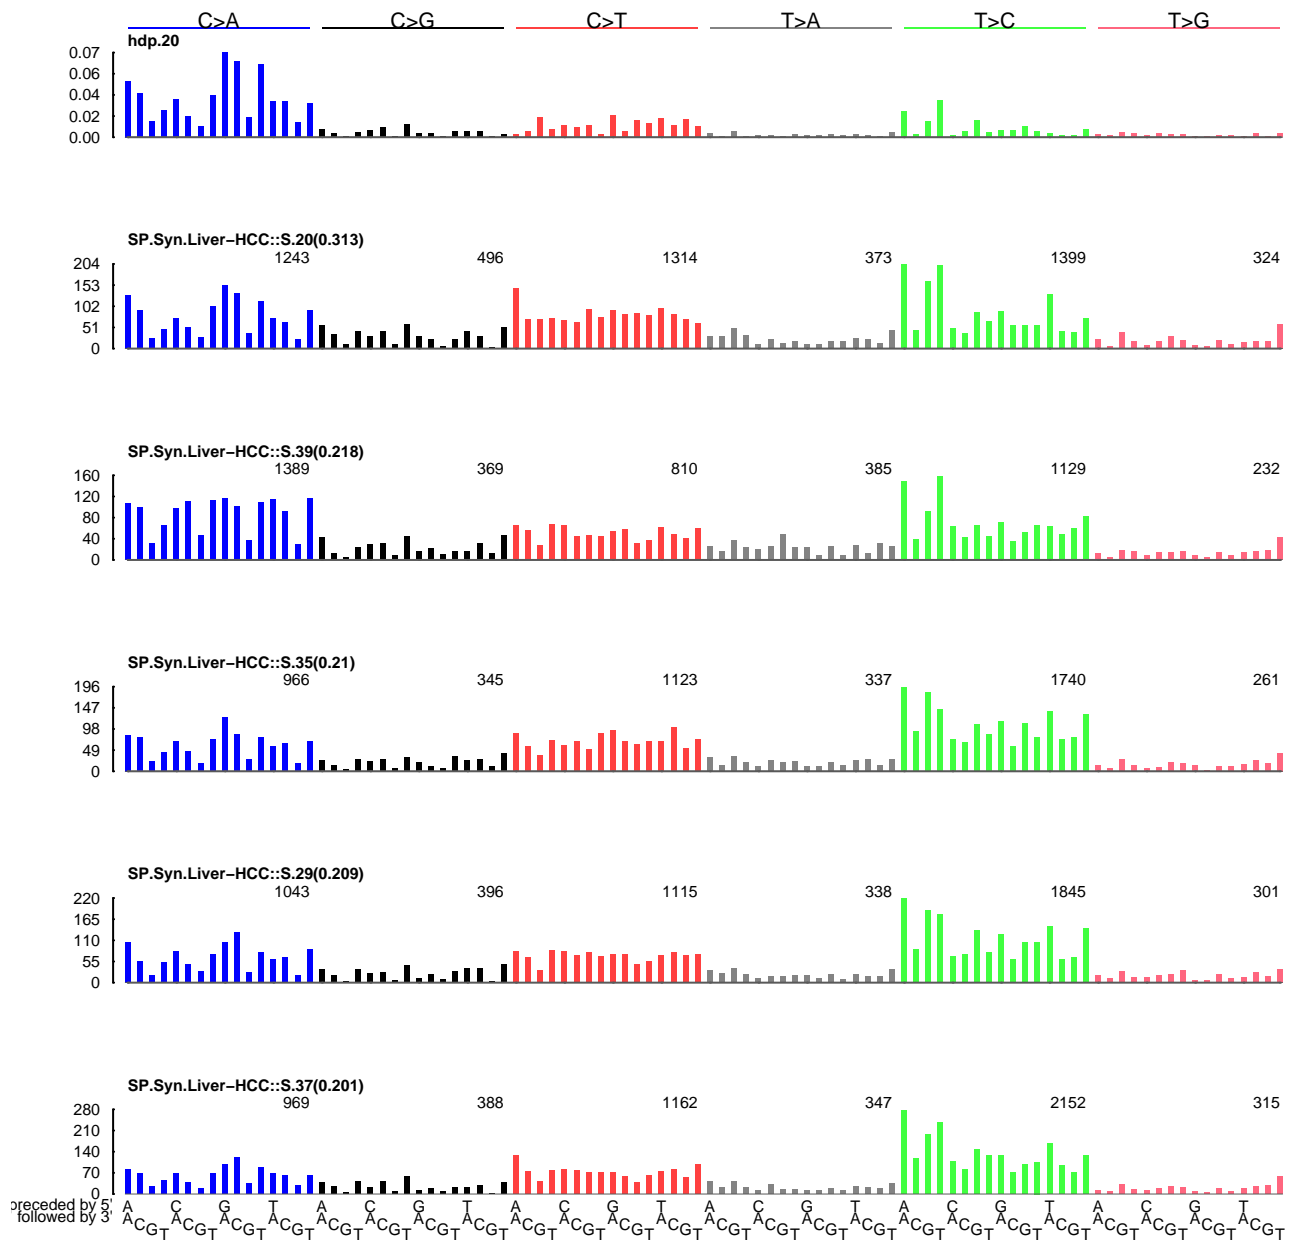 C>A C>G C>T T>A T>C T>G
hdp.20
0.07
0.06
0.04
0.02
0.00
SP.Syn.Liver−HCC::S.20(0.313)
1243 496 1314 373 1399 324
204
153
102
51
0
SP.Syn.Liver−HCC::S.39(0.218)
1389 369 810 385 1129 232
160
120
80
40
0
SP.Syn.Liver−HCC::S.35(0.21)
966 345 1123 337 1740 261
196
147
98
49
0
SP.Syn.Liver−HCC::S.29(0.209)
1043 396 1115 338 1845 301
220
165
110
55
0
SP.Syn.Liver−HCC::S.37(0.201)
969 388 1162 347 2152 315
280
210
140
70
0
preceded by 5' A C G T A C G T A C G T A C G T A C G T A C G T
followed by 3' A C G T A C G T A C G T A C G T A C G T A C G T A C G T A C G T A C G T A C G T A C G T A C G T A C G T A C G T A C G T A C G T A C G T A C G T A C G T A C G T A C G T A C G T A C G T A C G T